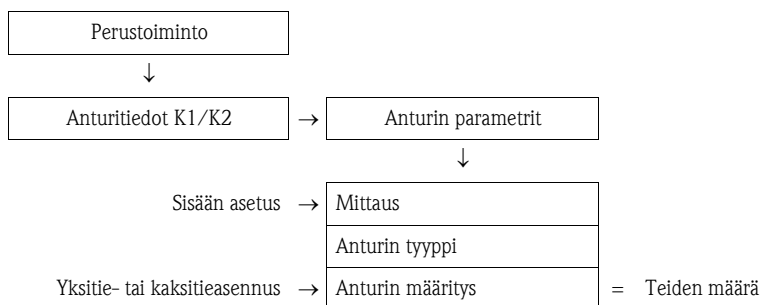 Perustoiminto
↓
Anturitiedot K1/K2 → Anturin parametrit
↓
Sisään asetus → Mittaus
Anturin tyyppi
Yksitie- tai kaksitieasennus → Anturin määritys = Teiden määrä